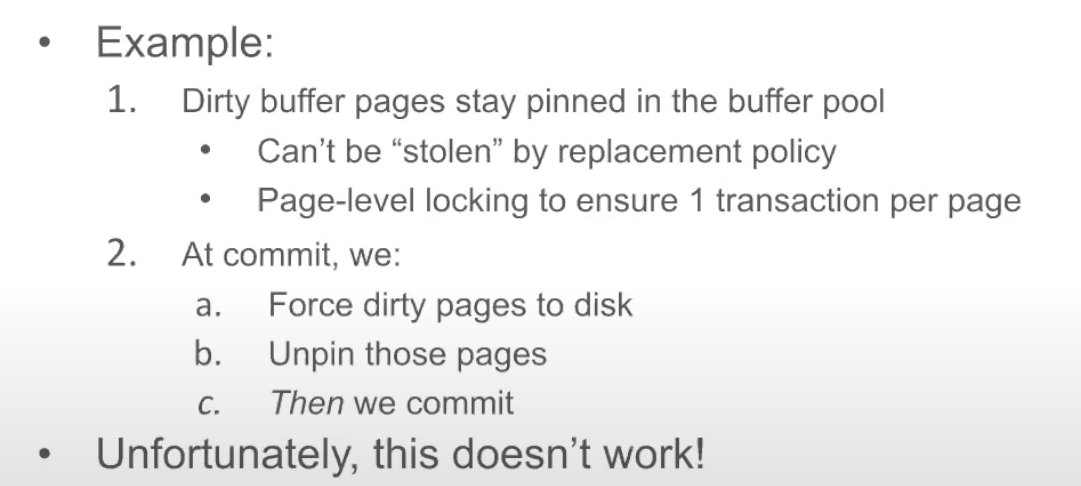 • Example:
1. Dirty buffer pages stay pinned in the buffer pool
• Can't be “stolen” by replacement policy
• Page-level locking to ensure 1 transaction per page
2. At commit, we:
a. Force dirty pages to disk
b. Unpin those pages
c. Then we commit
• Unfortunately, this doesn't work!